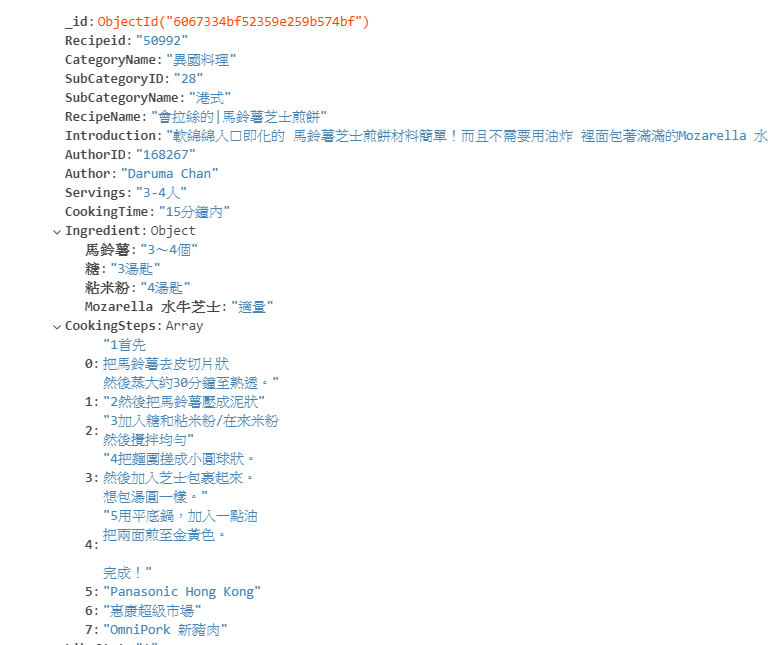 _id: ObjectId("6067334bf52359e259b574bf")
Recipeid: "50992"
CategoryName: "異國料理"
SubCategoryID: "28"
SubCategoryName: "港式"
RecipeName: "會拉絲的|馬鈴薯芝士煎餅"
Introduction: "軟綿綿入口即化的 馬鈴薯芝士煎餅材料簡單！而且不需要用油炸 裡面包著滿滿的Mozarella 水
AuthorID: "168267"
Author: "Daruma Chan"
Servings: "3-4人"
CookingTime: "15分鐘內"
Ingredient: Object
馬鈴薯: "3～4個"
糖: "3湯匙"
粘米粉: "4湯匙"
Mozarella 水牛芝士: "適量"
CookingSteps: Array
"1首先
0: 把馬鈴薯去皮切片狀
然後蒸大約30分鐘至熟透。"
1: "2然後把馬鈴薯壓成泥狀"
"3加入糖和粘米粉/在來米粉
2:
然後攪拌均勻"
"4把麵團搓成小圓球狀。
3: 然後加入芝士包裹起來。
想包湯圓一樣。"
"5用平底鍋，加入一點油
把兩面煎至金黃色。
4:
完成！"
5: "Panasonic Hong Kong"
6: "惠康超級市場"
7: "OmniPork 新豬肉"